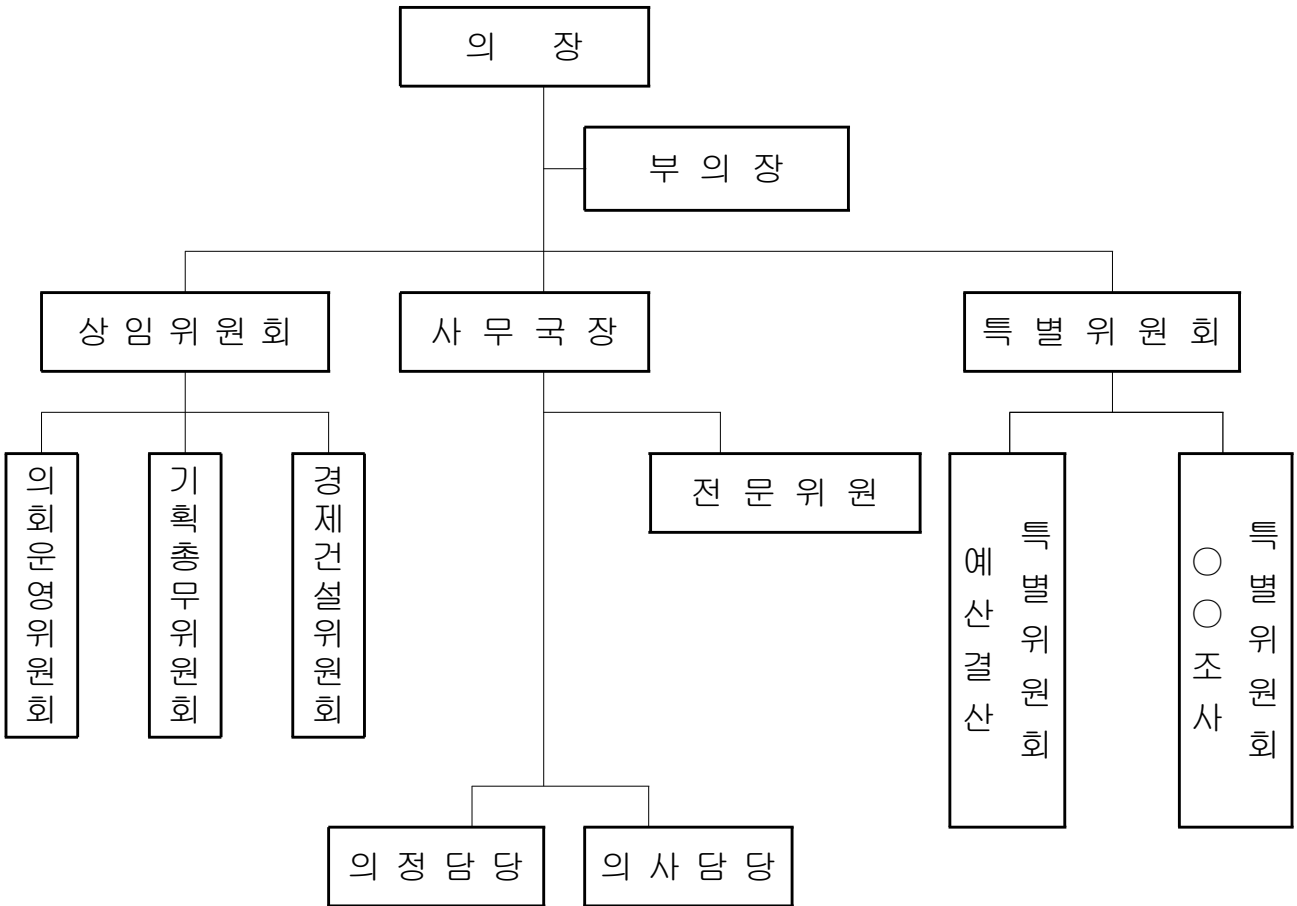 의 장
부 의 장
상 임 위 원 회
사 무 국 장
특 별 위 원 회
의회운영위원회
기획총무위원회
경제건설위원회
전 문 위 원
예산결산
특별위원회
○○조사
특별위원회
의 정 담 당
의 사 담 당